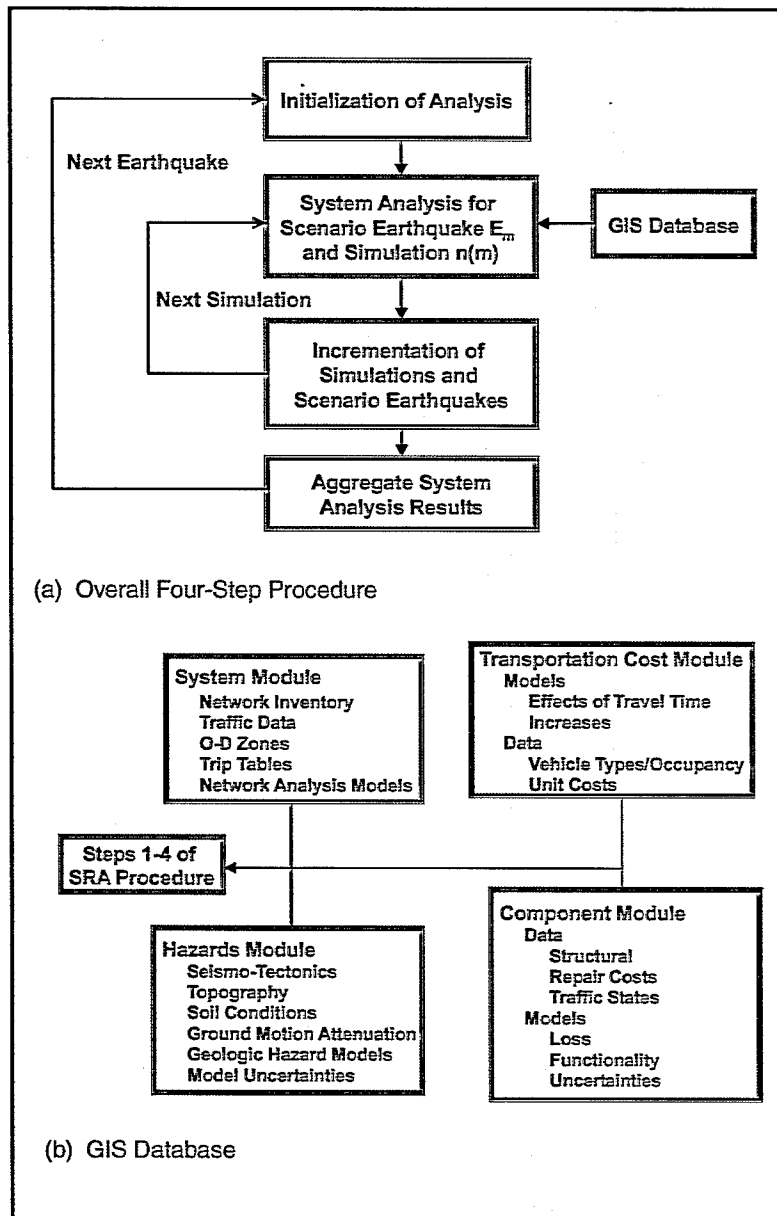 Initialization of Analysis
Next Earthquake
System Analysis for
Scenario Earthquake Em
and Simulation n(m)
GIS Database
Next Simulation
Incrementation of
Simulations and
Scenario Earthquakes
Aggregate System
Analysis Results
(a) Overall Four-Step Procedure
System Module
Network Inventory
Traffic Data
O-D Zones
Trip Tables
Network Analysis Models
Transportation Cost Module
Models
Effects of Travel Time
Increases
Data
Vehicle Types/Occupancy
Unit Costs
Steps 1-4 of
SRA Procedure
Hazards Module
Seismo-Tectonics
Topography
Soil Conditions
Ground Motion Attenuation
Geologic Hazard Models
Model Uncertainties
Component Module
Data
Structural
Repair Costs
Traffic States
Models
Loss
Functionality
Uncertainties
(b) GIS Database